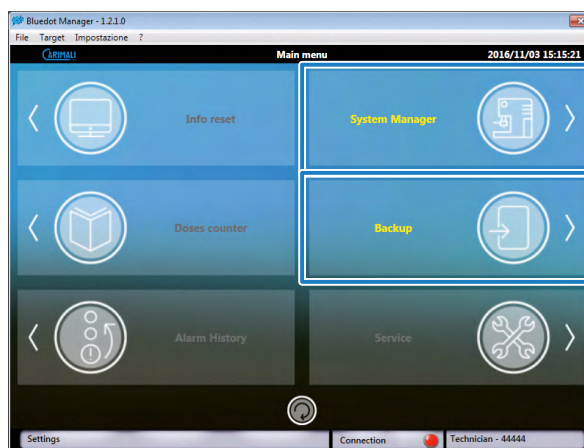 Bluedot Manager - 1.2.1.0
File Target Impostazione ?
CARIMALI Main menu 2016/11/03 15:15:21
Info reset System Manager
Doses counter Backup
Alarm History Service
Settings Connection Technician - 44444